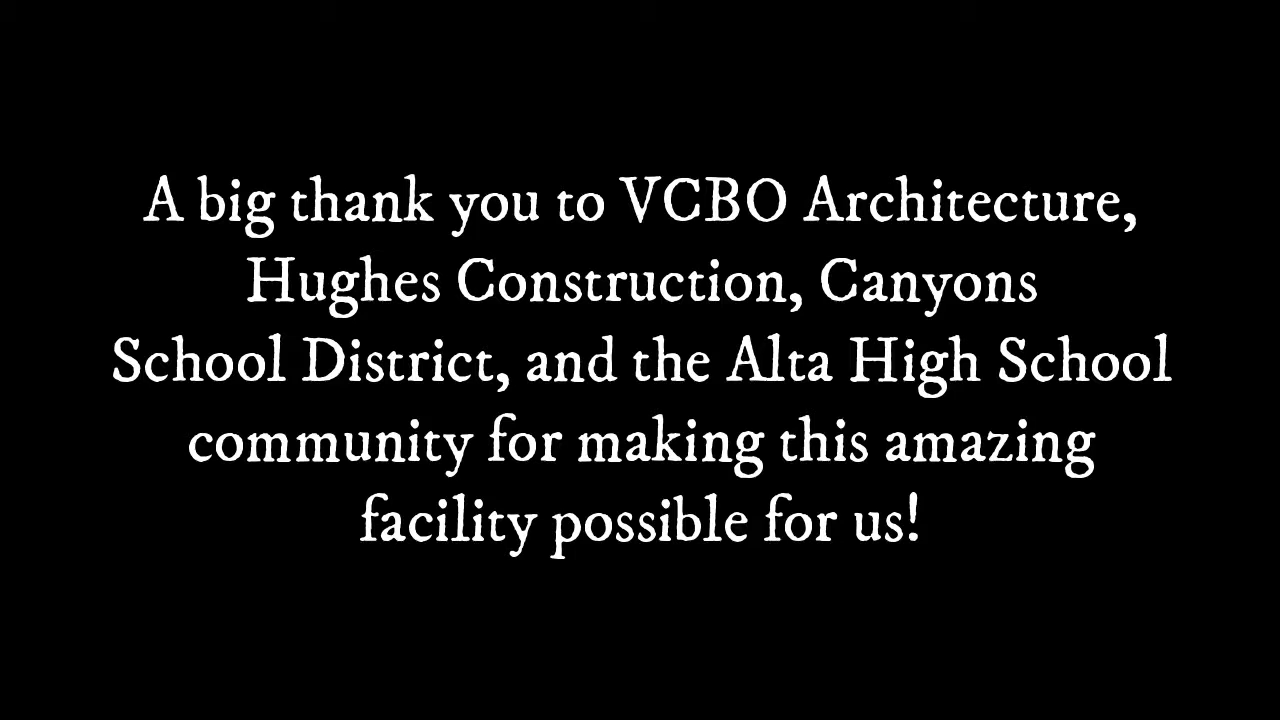 A big thank you to VCBO Architecture,
Hughes Construction, Canyons
School District, and the Alta High School
community for making this amazing
facility possible for us!